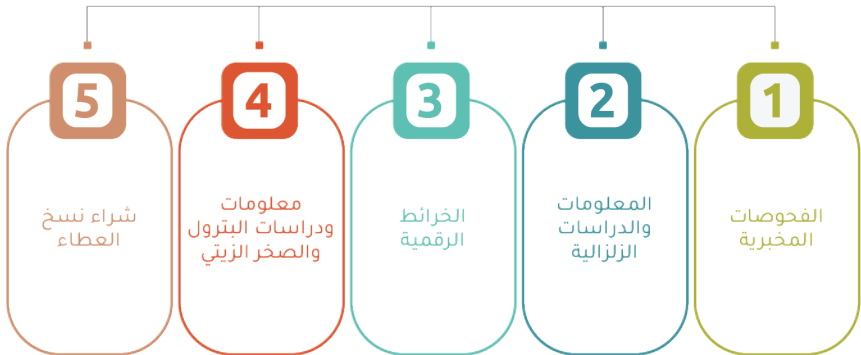 1
الفحوصات
المخبرية
2
المعلومات
والدراسات
الزلزالية
3
الخرائط
الرقمية
4
معلومات
ودراسات البترول
والصخر الزيتي
5
شراء نسخ
العطاء